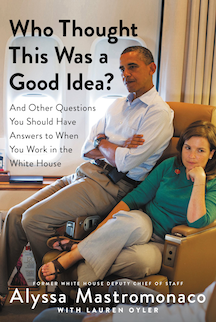 Who Thought
This Was a
Good Idea?
And Other Questions
You Should Have
Answers to When
You Work in the
White House
FORMER WHITE HOUSE DEPUTY CHIEF OF STAFF
Alyssa Mastromonaco
WITH LAUREN OYLER